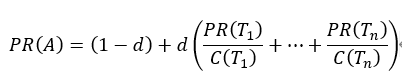 PR(A) = (1 − d) + d (PR(T₁)/C(T₁) + ⋯ + PR(Tₙ)/C(Tₙ))